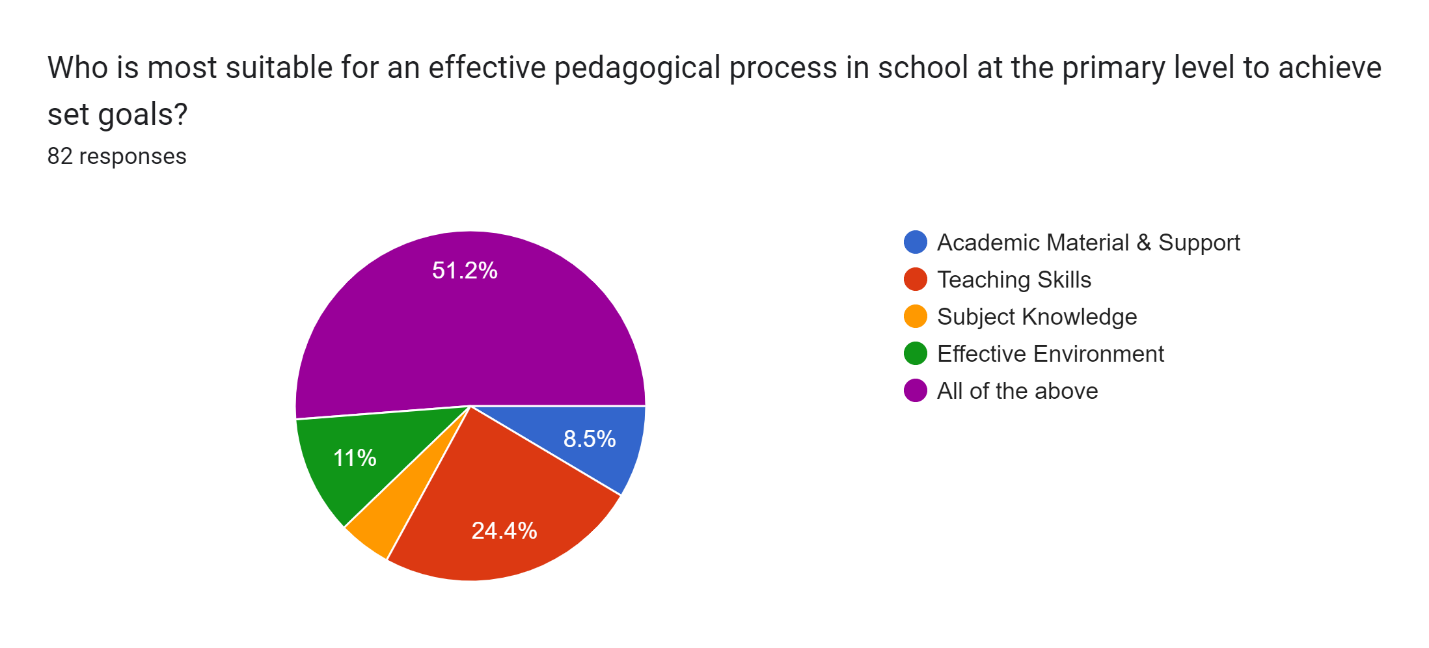 Who is most suitable for an effective pedagogical process in school at the primary level to achieve
set goals?
82 responses
51.2%
8.5%
11%
24.4%
Academic Material & Support
Teaching Skills
Subject Knowledge
Effective Environment
All of the above